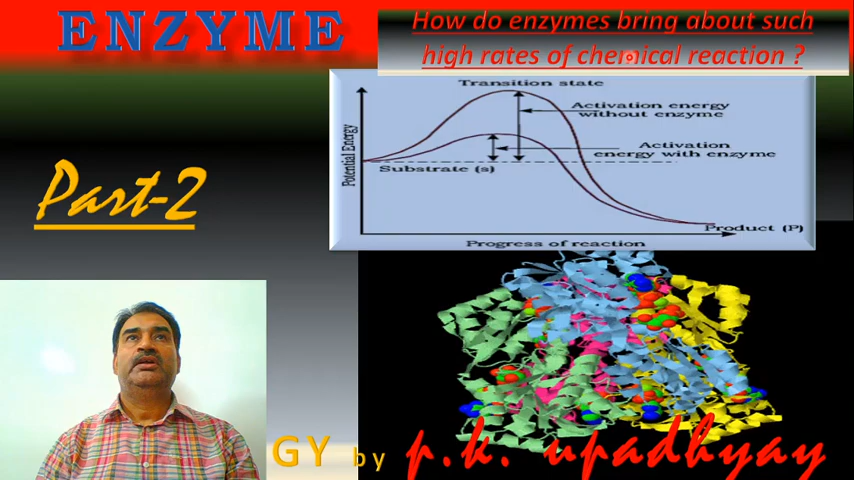 ENZYME
How do enzymes bring about such
high rates of chemical reaction ?
Transition state
Activation energy
without enzyme
Activation
energy with enzyme
Potential Energy
Substrate (s)
Product (P)
Progress of reaction
Part-2
GY by p.k. upadhyay